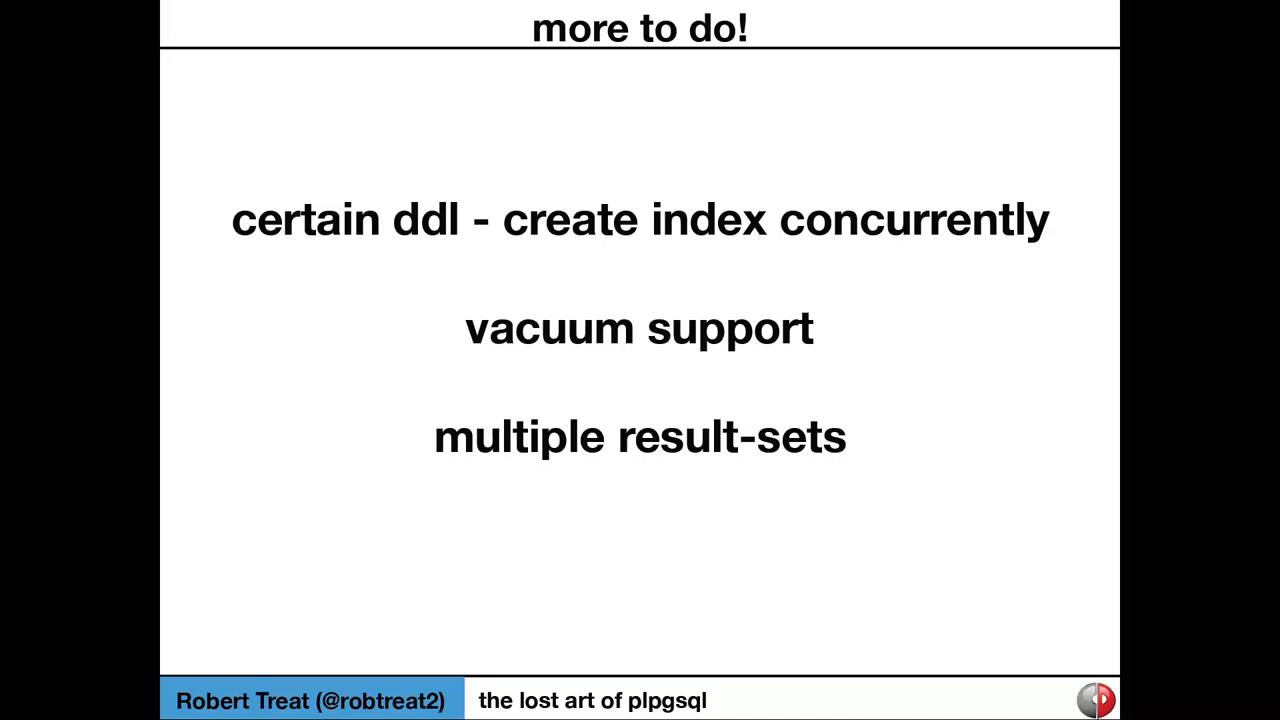 more to do!
certain ddl - create index concurrently
vacuum support
multiple result-sets
Robert Treat (@robtreat2)
the lost art of plpgsql